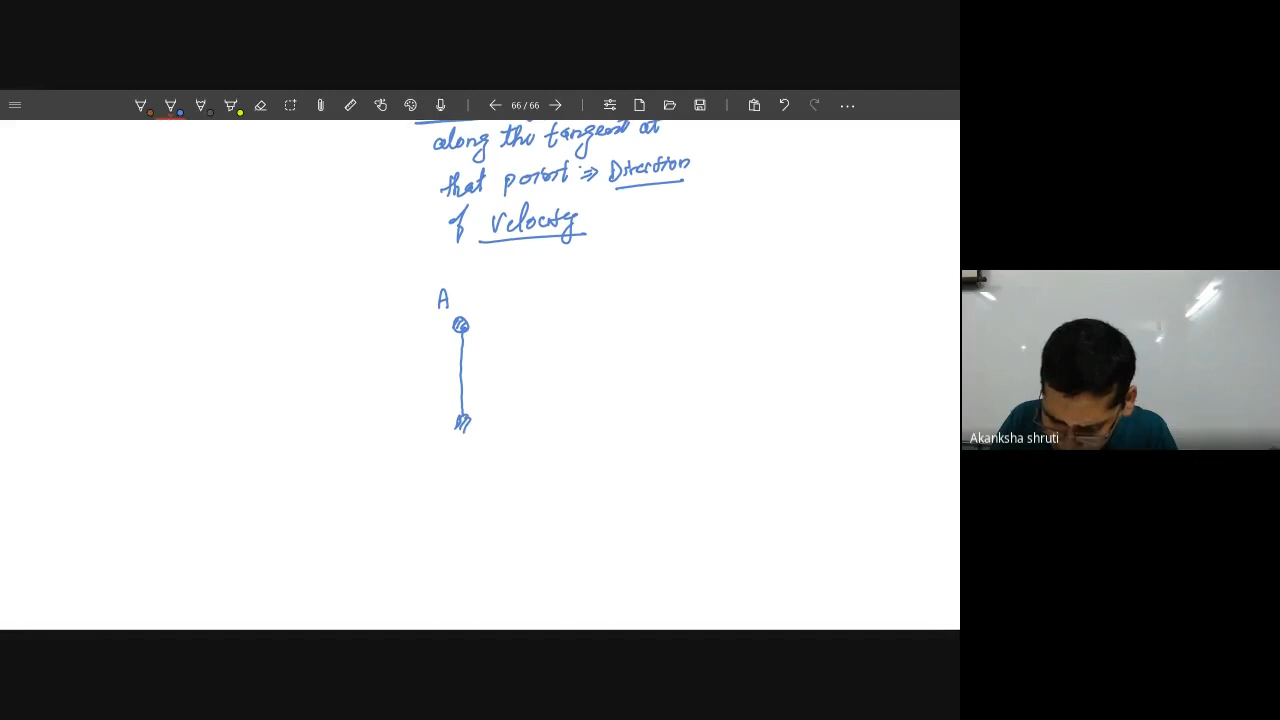 66 / 66
along the tangent at
that point ⇒ Direction
of Velocity
A
Akanksha shruti